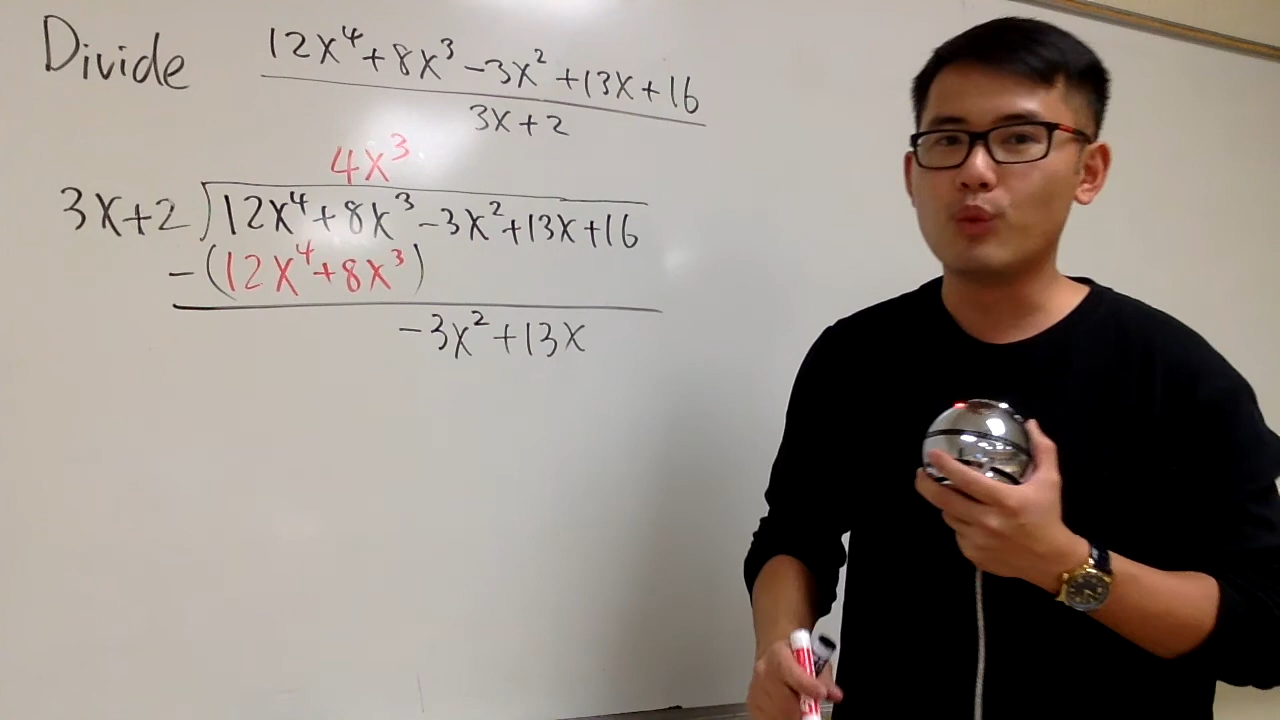 Divide 12x⁴+8x³-3x²+13x+16
3x+2
4x³
3x+2 ) 12x⁴+8x³-3x²+13x+16
-(12x⁴+8x³)
-3x²+13x